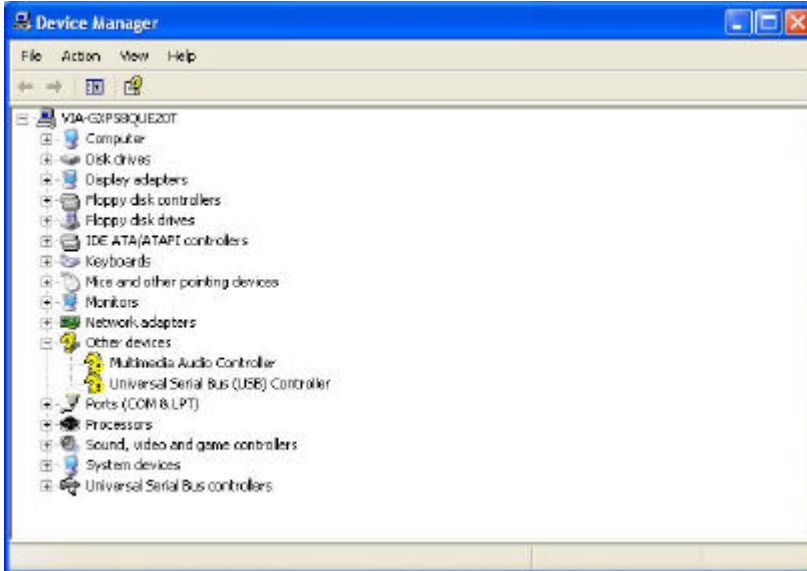 Device Manager
File Action View Help
VIA-GXPSBQUE20T
Computer
Disk drives
Display adapters
Floppy disk controllers
Floppy disk drives
IDE ATA/ATAPI controllers
Keyboards
Mice and other pointing devices
Monitors
Network adapters
Other devices
Multimedia Audio Controller
Universal Serial Bus (USB) Controller
Ports (COM & LPT)
Processors
Sound, video and game controllers
System devices
Universal Serial Bus controllers